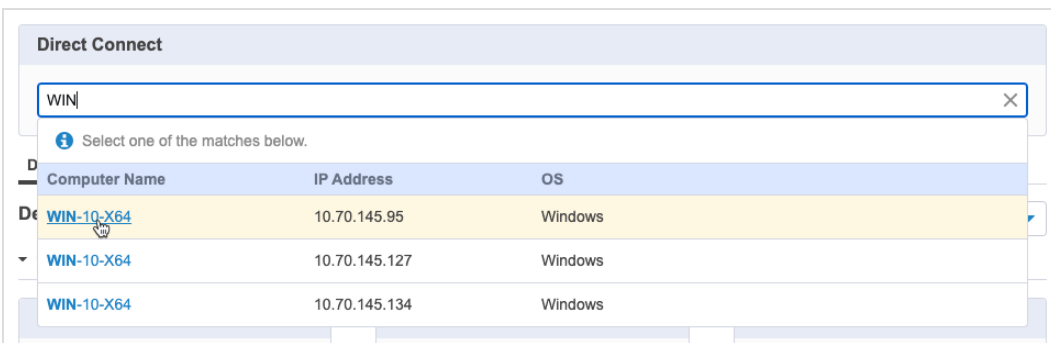 Direct Connect
WIN
Select one of the matches below.
Computer Name IP Address OS
WIN-10-X64 10.70.145.95 Windows
WIN-10-X64 10.70.145.127 Windows
WIN-10-X64 10.70.145.134 Windows